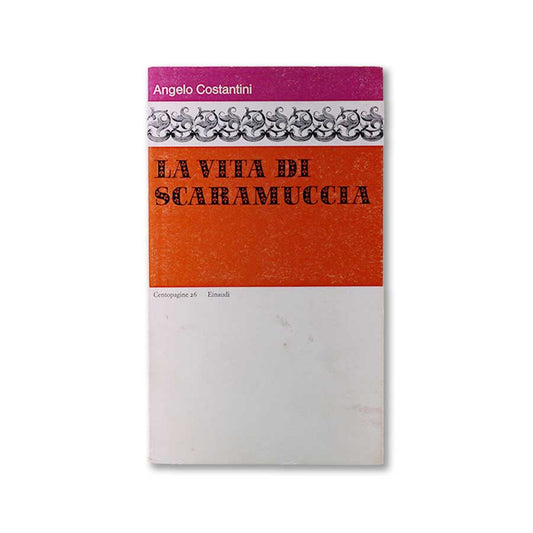 Angelo Costantini
LA VITA DI
SCARAMUCCIA
Centopagine 26 Einaudi